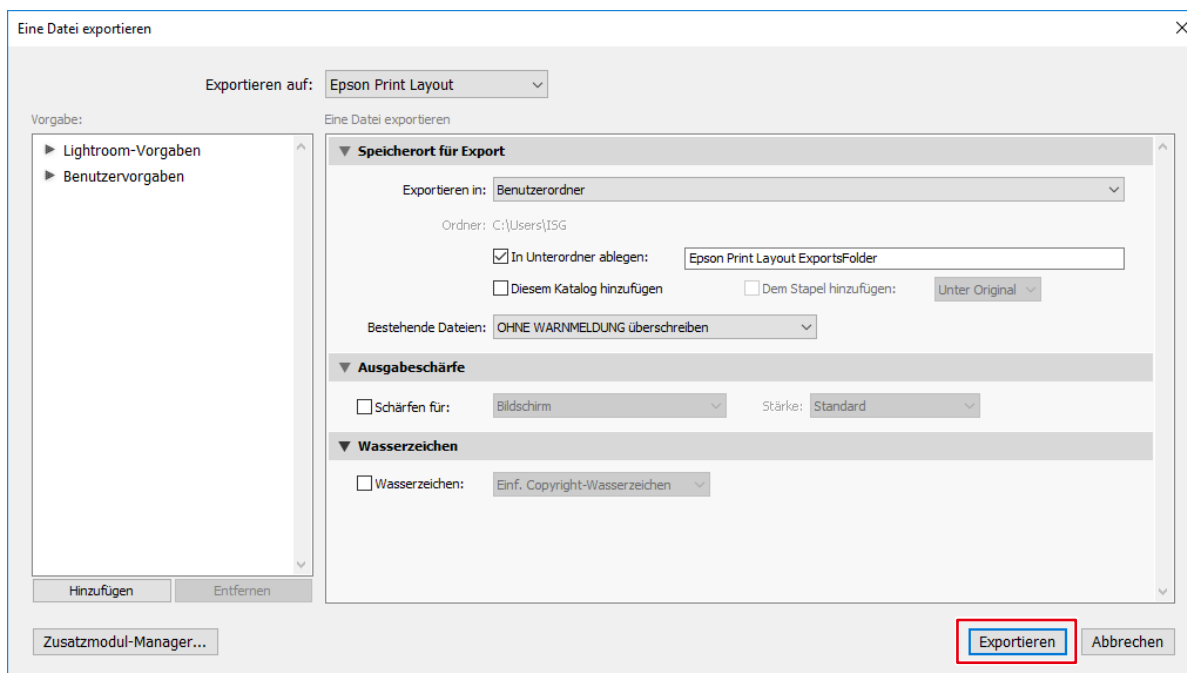 Eine Datei exportieren
Exportieren auf: Epson Print Layout
Vorgabe: Eine Datei exportieren
Lightroom-Vorgaben
Benutzervorgaben
Speicherort für Export
Exportieren in: Benutzerordner
Ordner: C:\Users\ISG
In Unterordner ablegen: Epson Print Layout ExportsFolder
Diesem Katalog hinzufügen Dem Stapel hinzufügen: Unter Original
Bestehende Dateien: OHNE WARNMELDUNG überschreiben
Ausgabeschärfe
Schärfen für: Bildschirm Stärke: Standard
Wasserzeichen
Wasserzeichen: Einf. Copyright-Wasserzeichen
Hinzufügen Entfernen
Zusatzmodul-Manager... Exportieren Abbrechen